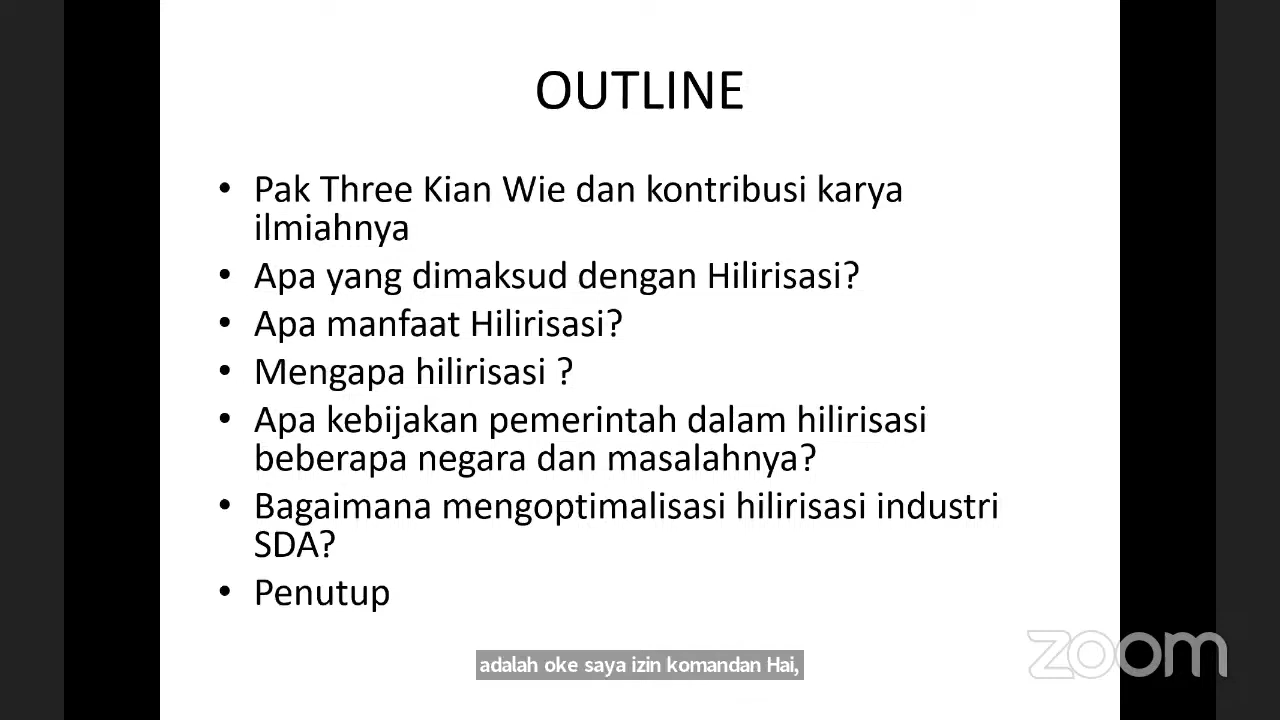 OUTLINE
• Pak Three Kian Wie dan kontribusi karya
ilmiahnya
• Apa yang dimaksud dengan Hilirisasi?
• Apa manfaat Hilirisasi?
• Mengapa hilirisasi ?
• Apa kebijakan pemerintah dalam hilirisasi
beberapa negara dan masalahnya?
• Bagaimana mengoptimalisasi hilirisasi industri
SDA?
• Penutup
zoom
adalah oke saya izin komandan Hai,